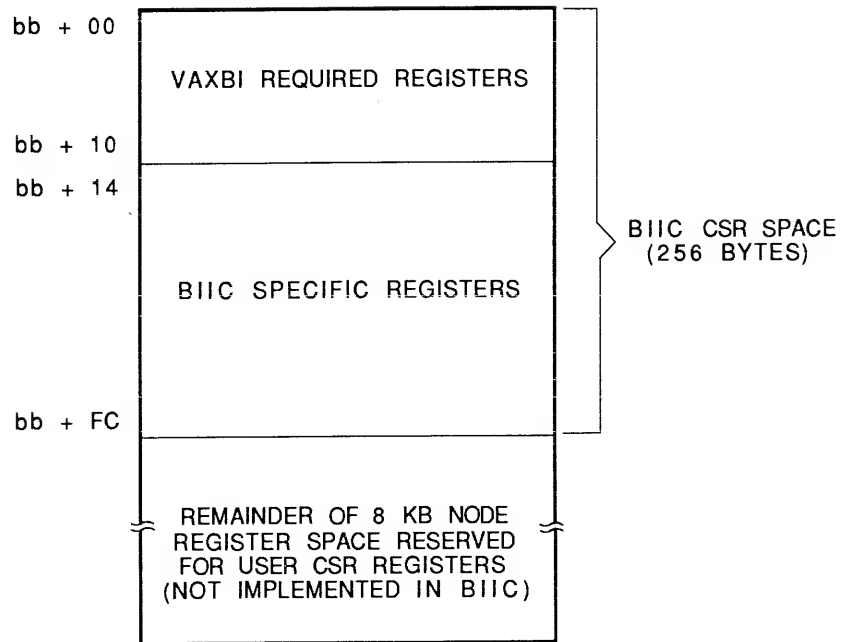 bb + 00
VAXBI REQUIRED REGISTERS
bb + 10
bb + 14
BIIC CSR SPACE
(256 BYTES)
BIIC SPECIFIC REGISTERS
bb + FC
REMAINDER OF 8 KB NODE
REGISTER SPACE RESERVED
FOR USER CSR REGISTERS
(NOT IMPLEMENTED IN BIIC)